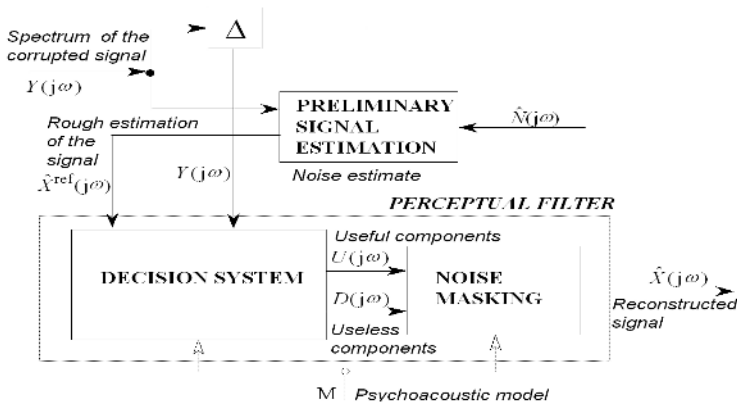 Spectrum of the
corrupted signal
Δ
Y(jω)
PRELIMINARY
SIGNAL
ESTIMATION
N̂(jω)
Rough estimation
of the
signal
X̂ref(jω)
Y(jω)
Noise estimate
PERCEPTUAL FILTER
Useful components
DECISION SYSTEM
U(jω)
D(jω)
Useless
components
NOISE
MASKING
X̂(jω)
Reconstructed
signal
M Psychoacoustic model